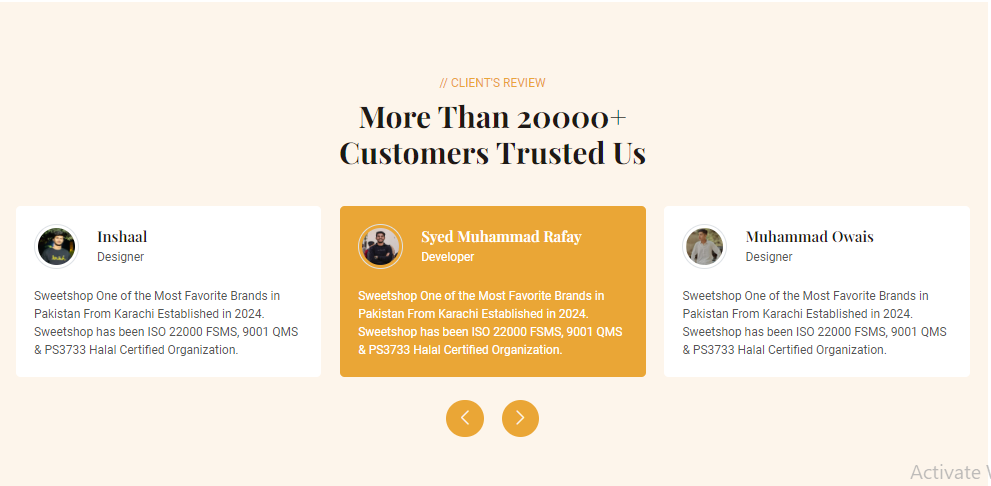 // CLIENT'S REVIEW
More Than 20000+
Customers Trusted Us
Inshaal
Designer
Sweetshop One of the Most Favorite Brands in
Pakistan From Karachi Established in 2024.
Sweetshop has been ISO 22000 FSMS, 9001 QMS
& PS3733 Halal Certified Organization.
Syed Muhammad Rafay
Developer
Sweetshop One of the Most Favorite Brands in
Pakistan From Karachi Established in 2024.
Sweetshop has been ISO 22000 FSMS, 9001 QMS
& PS3733 Halal Certified Organization.
Muhammad Owais
Designer
Sweetshop One of the Most Favorite Brands in
Pakistan From Karachi Established in 2024.
Sweetshop has been ISO 22000 FSMS, 9001 QMS
& PS3733 Halal Certified Organization.
Activate